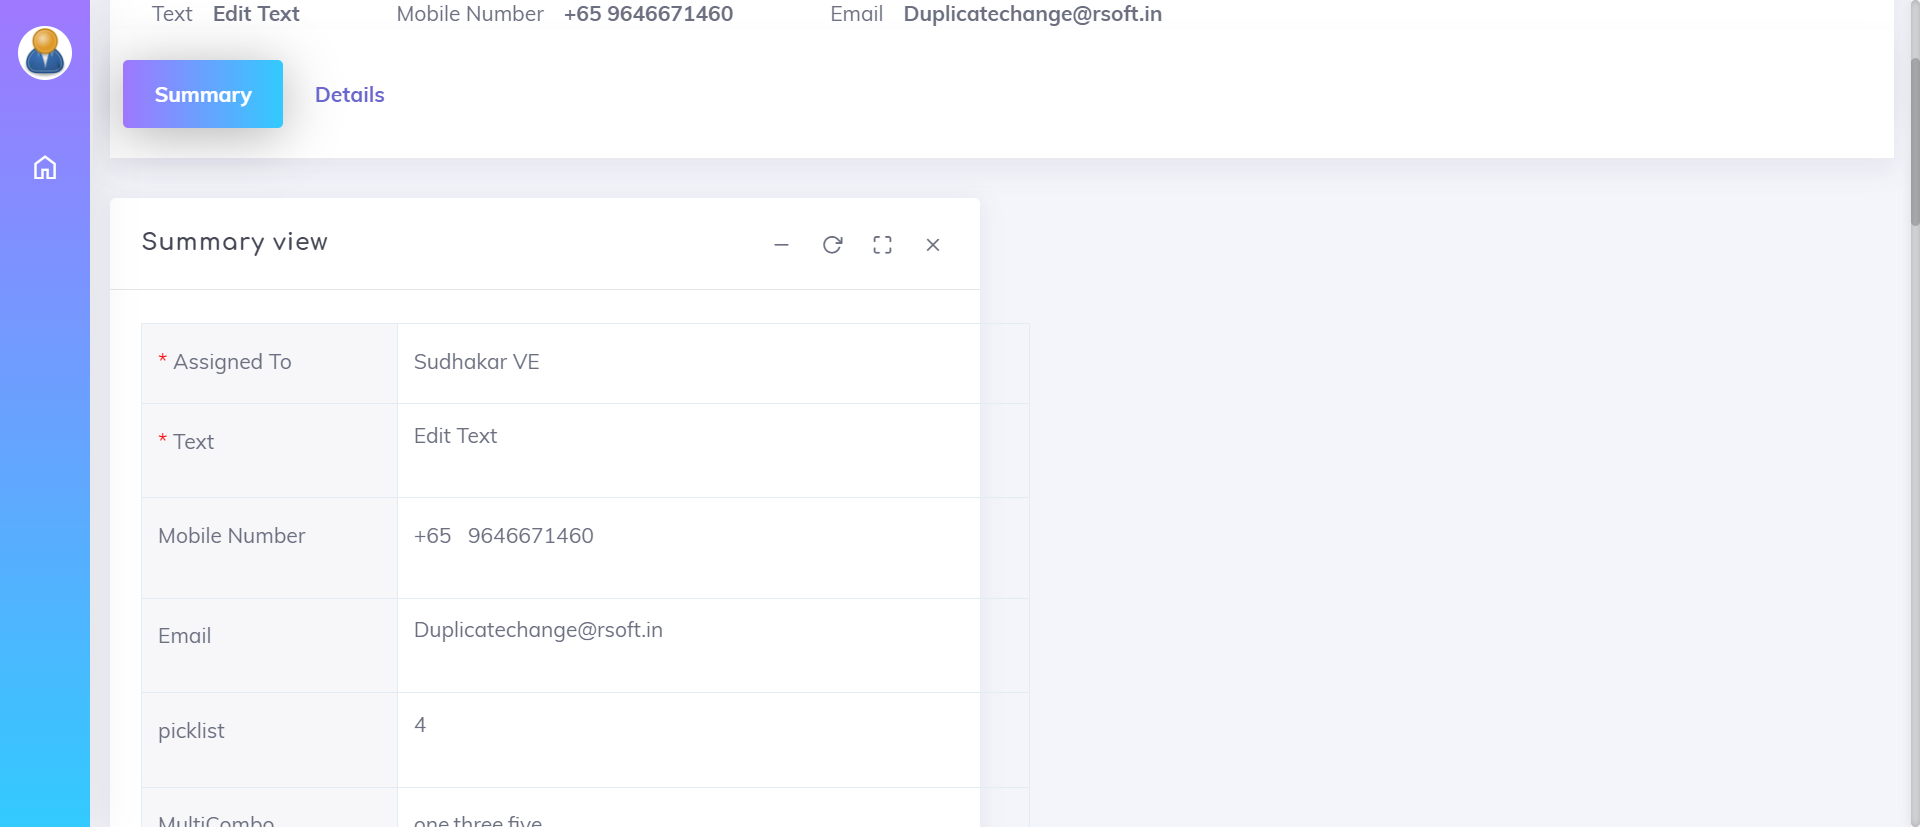 Text Edit Text Mobile Number +65 9646671460 Email Duplicatechange@rsoft.in
Summary Details
Summary view
* Assigned To Sudhakar VE
* Text Edit Text
Mobile Number +65 9646671460
Email Duplicatechange@rsoft.in
picklist 4
MultiCombo one three five